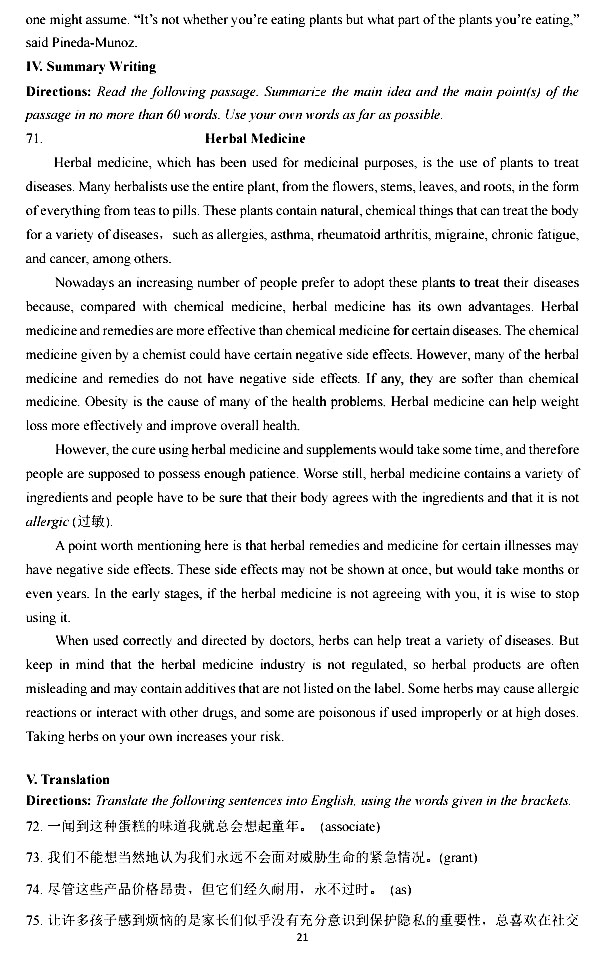 one might assume. “It’s not whether you’re eating plants but what part of the plants you’re eating,”
said Pineda-Munoz.
IV. Summary Writing
Directions: Read the following passage. Summarize the main idea and the main point(s) of the
passage in no more than 60 words. Use your own words as far as possible.
71. Herbal Medicine
Herbal medicine, which has been used for medicinal purposes, is the use of plants to treat
diseases. Many herbalists use the entire plant, from the flowers, stems, leaves, and roots, in the form
of everything from teas to pills. These plants contain natural, chemical things that can treat the body
for a variety of diseases，such as allergies, asthma, rheumatoid arthritis, migraine, chronic fatigue,
and cancer, among others.
Nowadays an increasing number of people prefer to adopt these plants to treat their diseases
because, compared with chemical medicine, herbal medicine has its own advantages. Herbal
medicine and remedies are more effective than chemical medicine for certain diseases. The chemical
medicine given by a chemist could have certain negative side effects. However, many of the herbal
medicine and remedies do not have negative side effects. If any, they are softer than chemical
medicine. Obesity is the cause of many of the health problems. Herbal medicine can help weight
loss more effectively and improve overall health.
However, the cure using herbal medicine and supplements would take some time, and therefore
people are supposed to possess enough patience. Worse still, herbal medicine contains a variety of
ingredients and people have to be sure that their body agrees with the ingredients and that it is not
allergic (过敏).
A point worth mentioning here is that herbal remedies and medicine for certain illnesses may
have negative side effects. These side effects may not be shown at once, but would take months or
even years. In the early stages, if the herbal medicine is not agreeing with you, it is wise to stop
using it.
When used correctly and directed by doctors, herbs can help treat a variety of diseases. But
keep in mind that the herbal medicine industry is not regulated, so herbal products are often
misleading and may contain additives that are not listed on the label. Some herbs may cause allergic
reactions or interact with other drugs, and some are poisonous if used improperly or at high doses.
Taking herbs on your own increases your risk.
V. Translation
Directions: Translate the following sentences into English, using the words given in the brackets.
72. 一闻到这种蛋糕的味道我就总会想起童年。 (associate)
73. 我们不能想当然地认为我们永远不会面对威胁生命的紧急情况。(grant)
74. 尽管这些产品价格昂贵，但它们经久耐用，永不过时。 (as)
75. 让许多孩子感到烦恼的是家长们似乎没有充分意识到保护隐私的重要性，总喜欢在社交
21